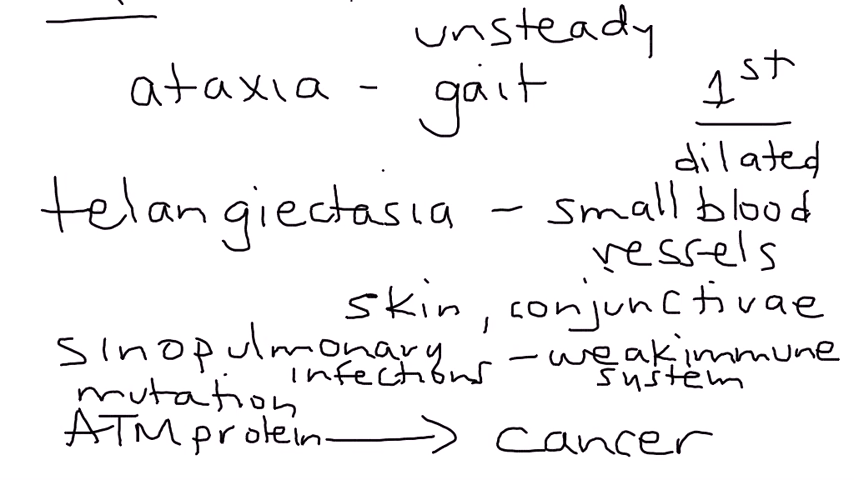 unsteady
ataxia - gait
1st
dilated
telangiectasia - small blood
vessels
skin, conjunctivae
sinopulmonary
infections
- weak immune
system
mutation
ATM protein → cancer